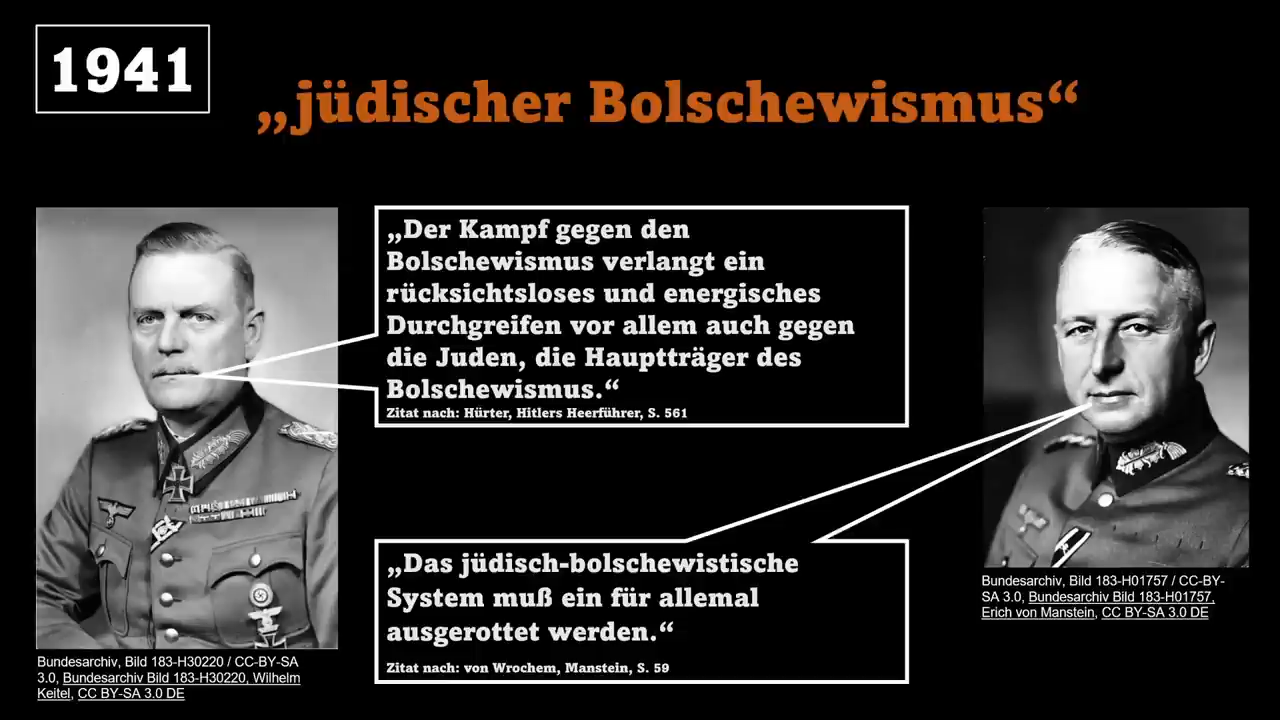 1941
„jüdischer Bolschewismus“
„Der Kampf gegen den
Bolschewismus verlangt ein
rücksichtsloses und energisches
Durchgreifen vor allem auch gegen
die Juden, die Hauptträger des
Bolschewismus.“
Zitat nach: Hürter, Hitlers Heerführer, S. 561
„Das jüdisch-bolschewistische
System muß ein für allemal
ausgerottet werden.“
Zitat nach: von Wrochem, Manstein, S. 59
Bundesarchiv, Bild 183-H01757 / CC-BY-
SA 3.0, Bundesarchiv Bild 183-H01757,
Erich von Manstein, CC BY-SA 3.0 DE
Bundesarchiv, Bild 183-H30220 / CC-BY-SA
3.0, Bundesarchiv Bild 183-H30220, Wilhelm
Keitel, CC BY-SA 3.0 DE